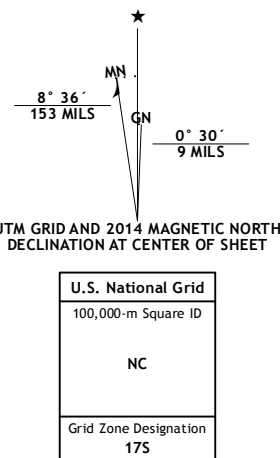 ★
MN
GN
8° 36´
153 MILS
0° 30´
9 MILS
UTM GRID AND 2014 MAGNETIC NORTH
DECLINATION AT CENTER OF SHEET
U.S. National Grid
100,000-m Square ID
NC
Grid Zone Designation
17S